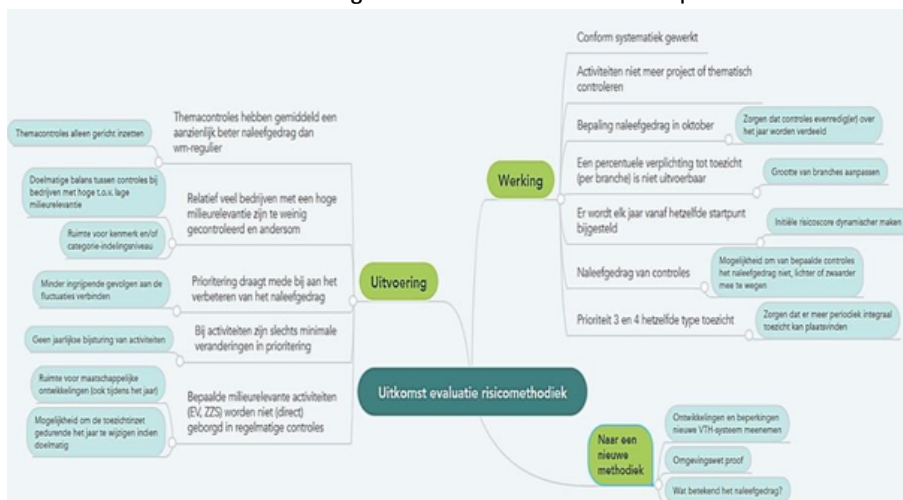 Themacontroles alleen gericht inzetten
Themacontroles hebben gemiddeld een
aanzienlijk beter naleefgedrag dan
wm-regulier
Doelmatige balans tussen controles bij
bedrijven met hoge t.o.v. lage
milieurelevantie
Ruimte voor kenmerk en/of
categorie-indelingsniveau
Relatief veel bedrijven met een hoge
milieurelevantie zijn te weinig
gecontroleerd en andersom
Minder ingrijpende gevolgen aan de
fluctuaties verbinden
Prioritering draagt mede bij aan het
verbeteren van het naleefgedrag
Geen jaarlijkse bijsturing van activiteiten
Bij activiteiten zijn slechts minimale
veranderingen in prioritering
Ruimte voor maatschappelijke
ontwikkelingen (ook tijdens het jaar)
Mogelijkheid om de toezichtinzet
gedurende het jaar te wijzigen indien
doelmatig
Bepaalde milieurelevante activiteiten
(EV, ZZS) worden niet (direct)
geborgd in regelmatige controles
Uitvoering
Uitkomst evaluatie risicomethodiek
Werking
Conform systematiek gewerkt
Activiteiten niet meer project of thematisch
controleren
Bepaling naleefgedrag in oktober
Zorgen dat controles evenredig(er) over
het jaar worden verdeeld
Een percentuele verplichting tot toezicht
(per branche) is niet uitvoerbaar
Grootte van branches aanpassen
Er wordt elk jaar vanaf hetzelfde startpunt
bijgesteld
Initiële risicoscore dynamischer maken
Naleefgedrag van controles
Mogelijkheid om van bepaalde controles
het naleefgedrag niet, lichter of zwaarder
mee te wegen
Prioriteit 3 en 4 hetzelfde type toezicht
Zorgen dat er meer periodiek integraal
toezicht kan plaatsvinden
Naar een
nieuwe
methodiek
Ontwikkelingen en beperkingen
nieuwe VTH-systeem meenemen
Omgevingswet proof
Wat betekend het naleefgedrag?